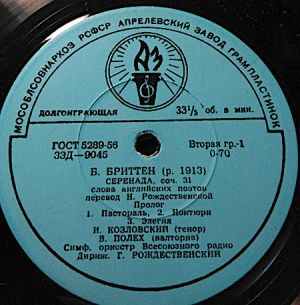 МОСОБЛСОВНАРХОЗ РСФСР АПРЕЛЕВСКИЙ ЗАВОД ГРАМПЛАСТИНОК
АЗ
ДОЛГОИГРАЮЩАЯ 33⅓ об. в мин.
ГОСТ 5289-56 Вторая гр.-1
33Д—9045 0-70
Б. БРИТТЕН (р. 1913)
СЕРЕНАДА, соч. 31
слова английских поэтов
перевод Н. Рождественской
Пролог
1. Пастораль, 2. Ноктюрн
3. Элегия
И. КОЗЛОВСКИЙ (тенор)
В. ПОЛЕХ (валторна)
Симф. оркестр Всесоюзного радио
Дириж. Г. РОЖДЕСТВЕНСКИЙ